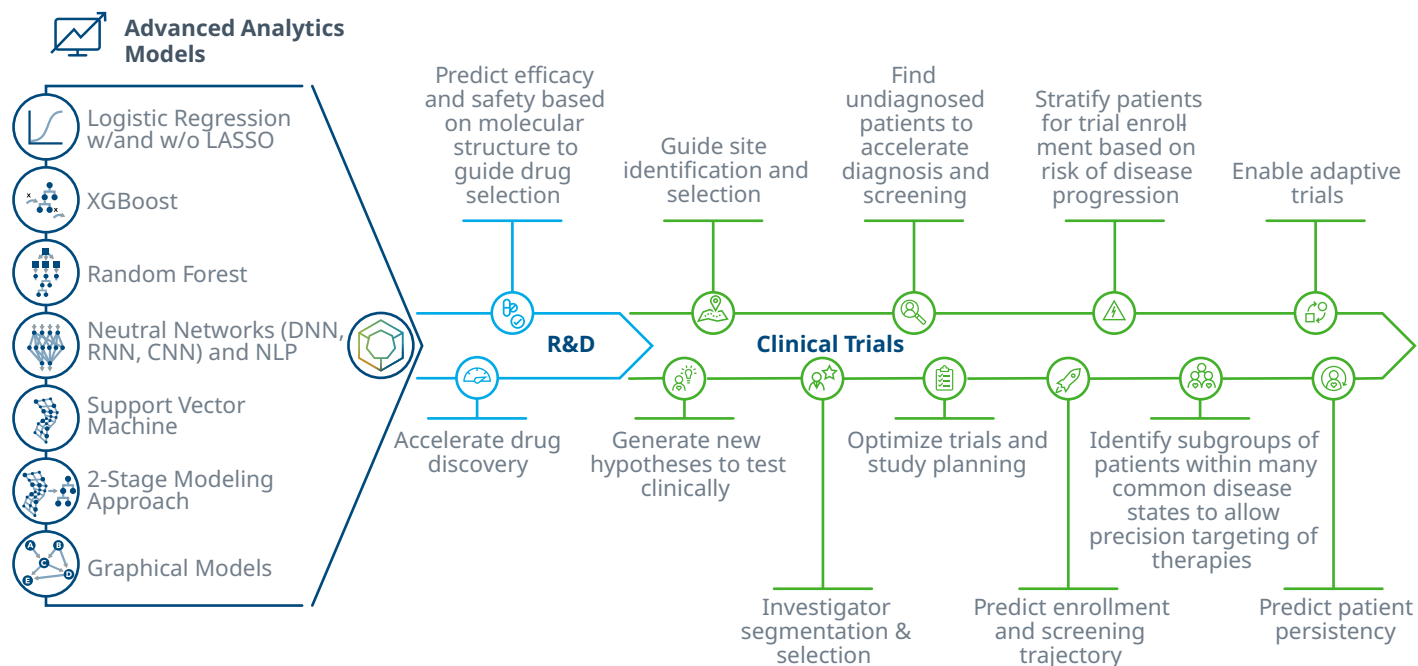 Advanced Analytics
Models
Logistic Regression
w/and w/o LASSO
XGBoost
Random Forest
Neutral Networks (DNN,
RNN, CNN) and NLP
Support Vector
Machine
2-Stage Modeling
Approach
Graphical Models
A
B
C
D
E
x
x
Predict efficacy
and safety based
on molecular
structure to
guide drug
selection
Guide site
identification and
selection
Find
undiagnosed
patients to
accelerate
diagnosis and
screening
Stratify patients
for trial enroll-
ment based on
risk of disease
progression
Enable adaptive
trials
R&D
Clinical Trials
Accelerate drug
discovery
Generate new
hypotheses to test
clinically
Investigator
segmentation &
selection
Optimize trials and
study planning
Predict enrollment
and screening
trajectory
Identify subgroups of
patients within many
common disease
states to allow
precision targeting of
therapies
Predict patient
persistency